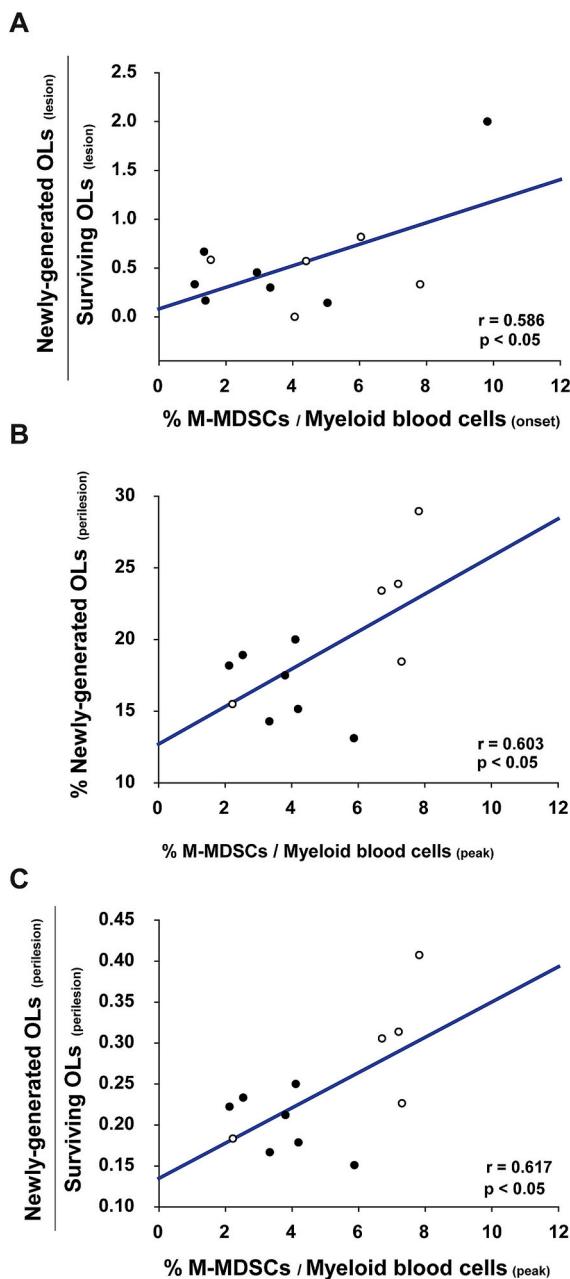 A
Newly-generated OLs (lesion)
Surviving OLs (lesion)
2.5
2.0
1.5
1.0
0.5
0.0
r = 0.586
p < 0.05
0 2 4 6 8 10 12
% M-MDSCs / Myeloid blood cells (onset)
B
% Newly-generated OLs (perilesion)
30
25
20
15
10
r = 0.603
p < 0.05
0 2 4 6 8 10 12
% M-MDSCs / Myeloid blood cells (peak)
C
Newly-generated OLs (perilesion)
Surviving OLs (perilesion)
0.45
0.40
0.35
0.30
0.25
0.20
0.15
0.10
r = 0.617
p < 0.05
0 2 4 6 8 10 12
% M-MDSCs / Myeloid blood cells (peak)